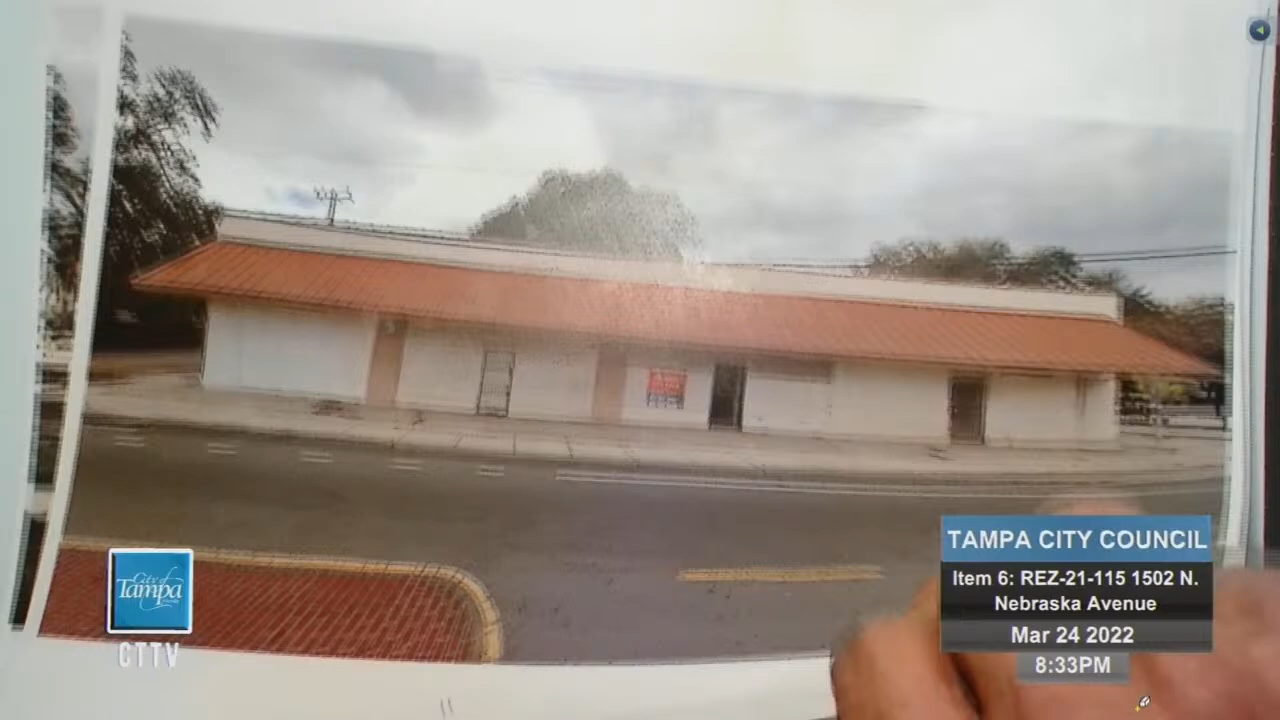 TAMPA CITY COUNCIL
Item 6: REZ-21-115 1502 N.
Nebraska Avenue
Mar 24 2022
8:33PM
City of
Tampa
CTTV